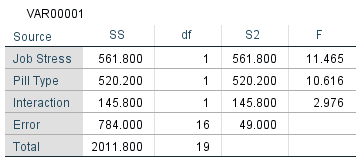 VAR00001
Source SS df S2 F
Job Stress 561.800 1 561.800 11.465
Pill Type 520.200 1 520.200 10.616
Interaction 145.800 1 145.800 2.976
Error 784.000 16 49.000
Total 2011.800 19